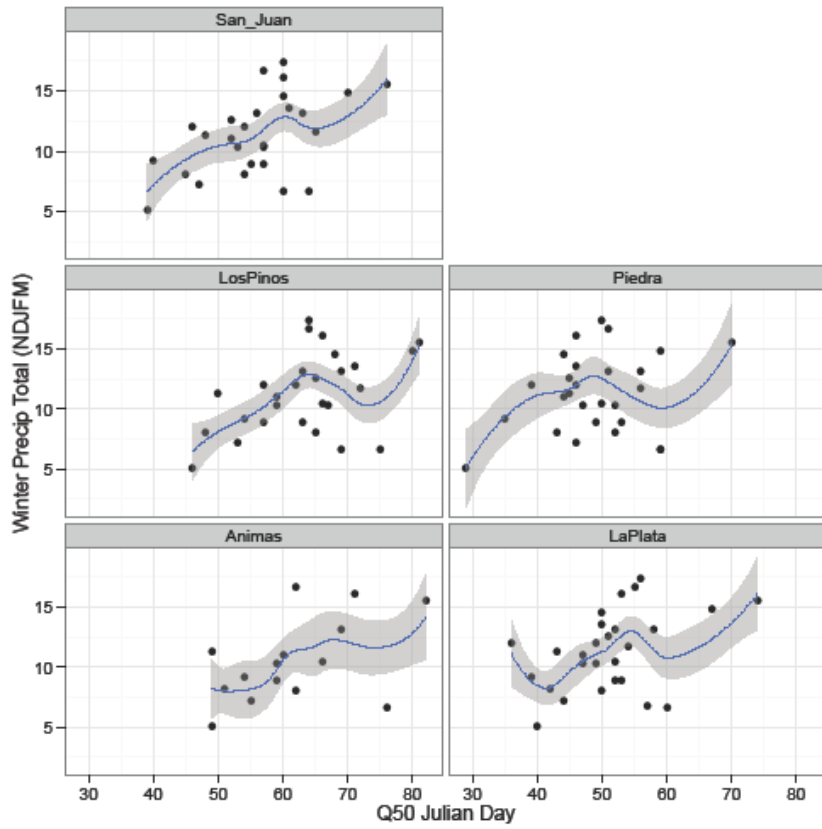 San_Juan
15
10
5
LosPinos
Piedra
15
10
5
Winter Precip Total (NDJFM)
Animas
LaPlata
15
10
5
30 40 50 60 70 80 30 40 50 60 70 80
Q50 Julian Day